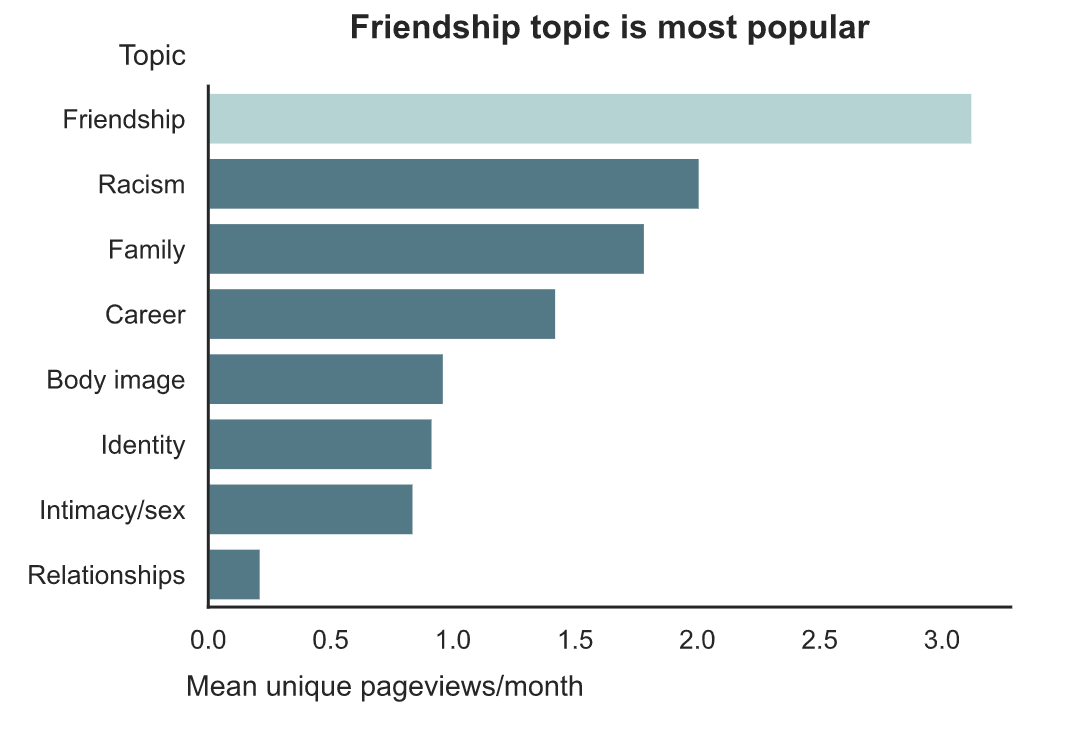 Friendship topic is most popular
Topic
Friendship
Racism
Family
Career
Body image
Identity
Intimacy/sex
Relationships
0.0 0.5 1.0 1.5 2.0 2.5 3.0
Mean unique pageviews/month